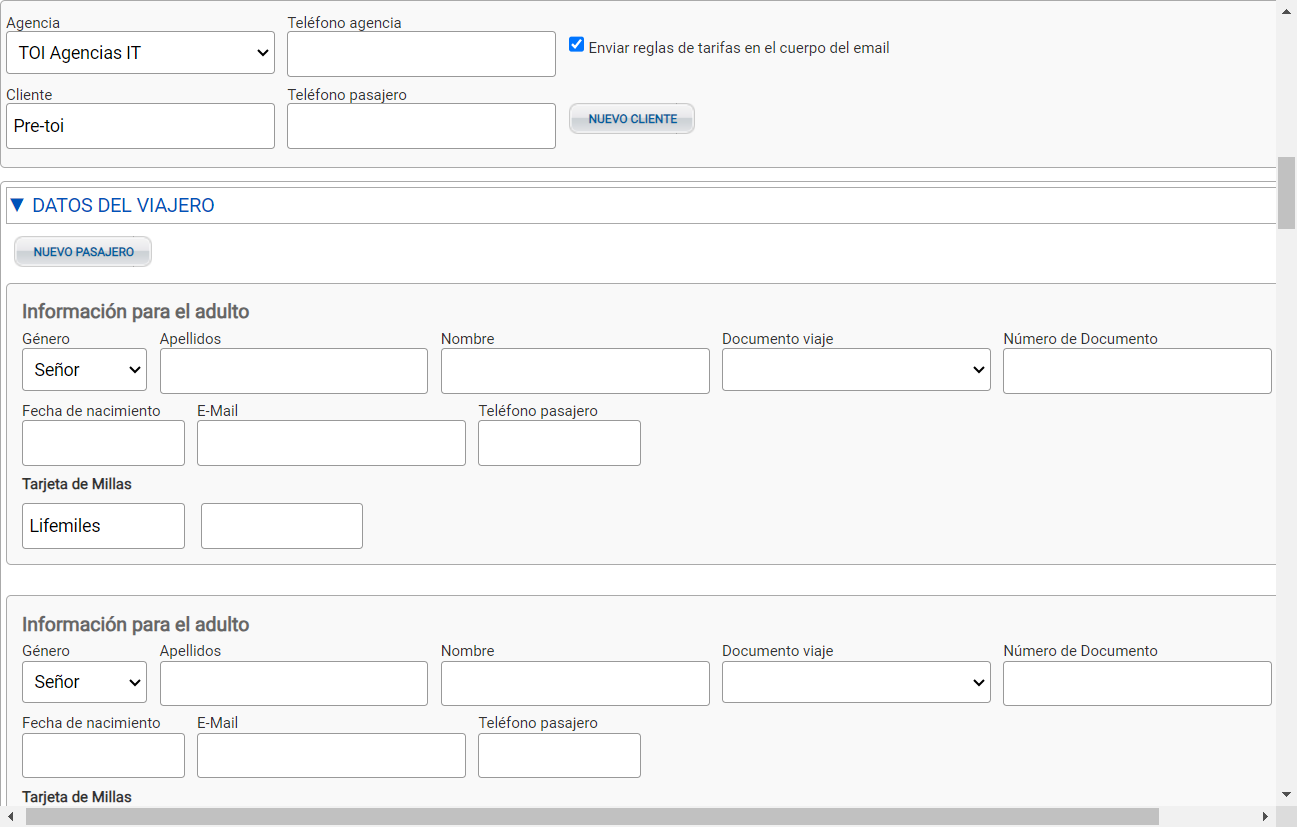 Agencia Teléfono agencia
TOI Agencias IT Enviar reglas de tarifas en el cuerpo del email
Cliente Teléfono pasajero
Pre-toi NUEVO CLIENTE
▼ DATOS DEL VIAJERO
NUEVO PASAJERO
Información para el adulto
Género Apellidos Nombre Documento viaje Número de Documento
Señor
Fecha de nacimiento E-Mail Teléfono pasajero
Tarjeta de Millas
Lifemiles
Información para el adulto
Género Apellidos Nombre Documento viaje Número de Documento
Señor
Fecha de nacimiento E-Mail Teléfono pasajero
Tarjeta de Millas